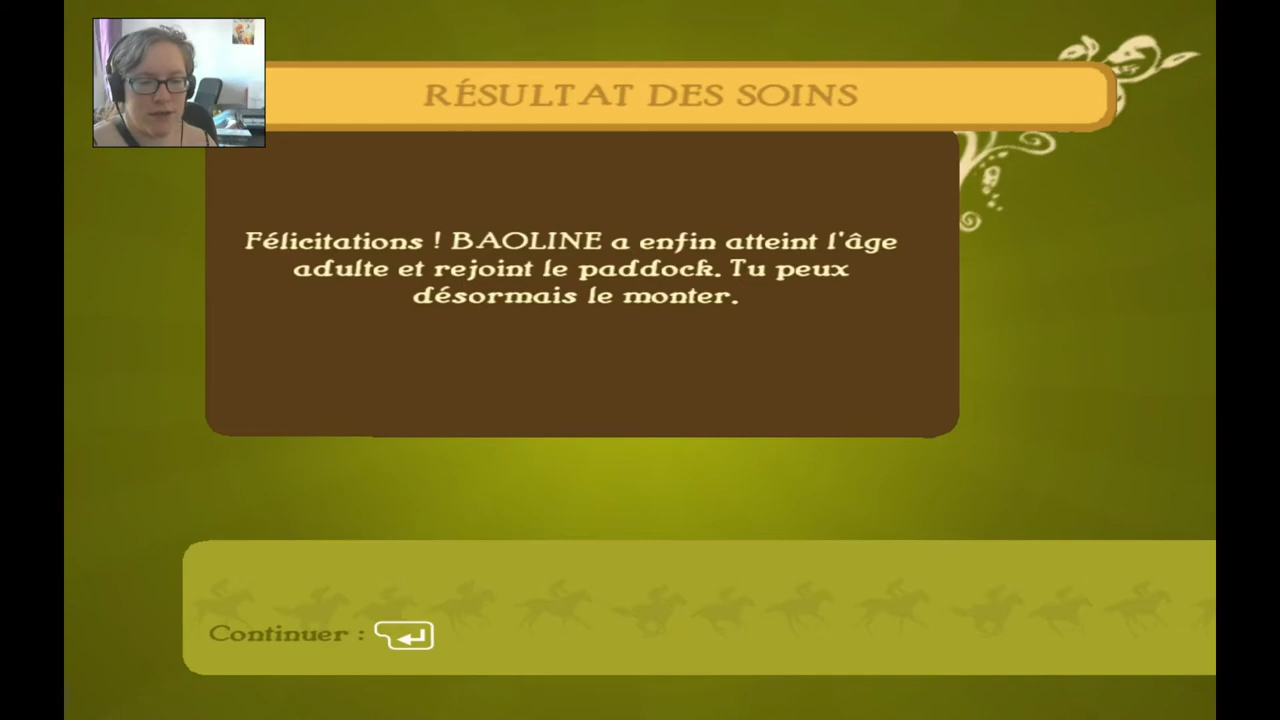 RÉSULTAT DES SOINS
Félicitations ! BAOLINE a enfin atteint l'âge
adulte et rejoint le paddock. Tu peux
désormais le monter.
Continuer :